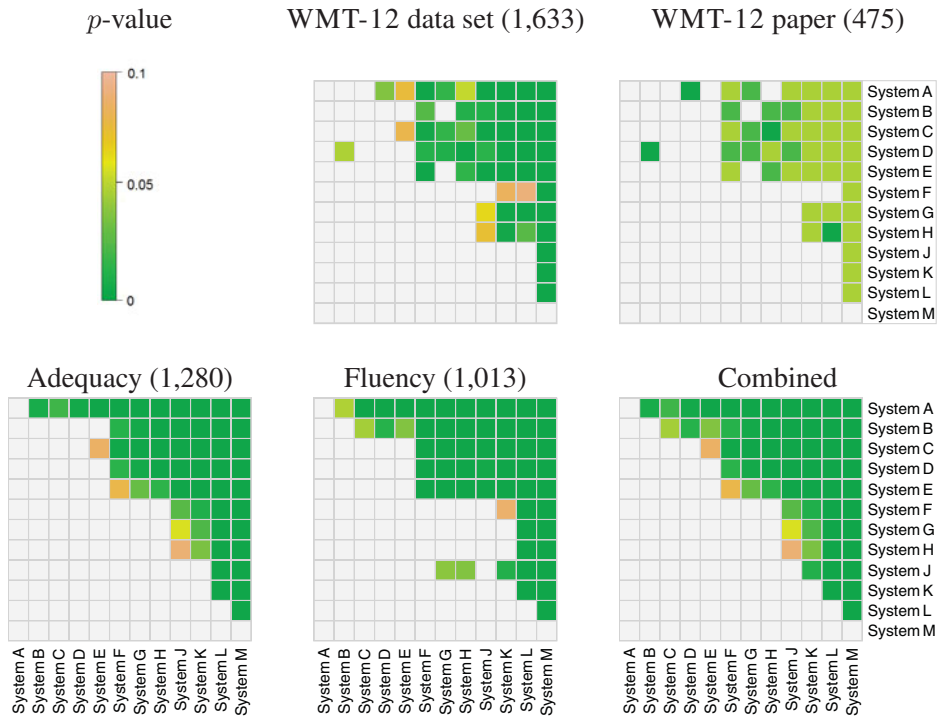 p-value
WMT-12 data set (1,633)
WMT-12 paper (475)
0.1
0.05
0
System A
System B
System C
System D
System E
System F
System G
System H
System J
System K
System L
System M
Adequacy (1,280)
Fluency (1,013)
Combined
System A
System B
System C
System D
System E
System F
System G
System H
System J
System K
System L
System M
System A
System B
System C
System D
System E
System F
System G
System H
System J
System K
System L
System M
System A
System B
System C
System D
System E
System F
System G
System H
System J
System K
System L
System M
System A
System B
System C
System D
System E
System F
System G
System H
System J
System K
System L
System M